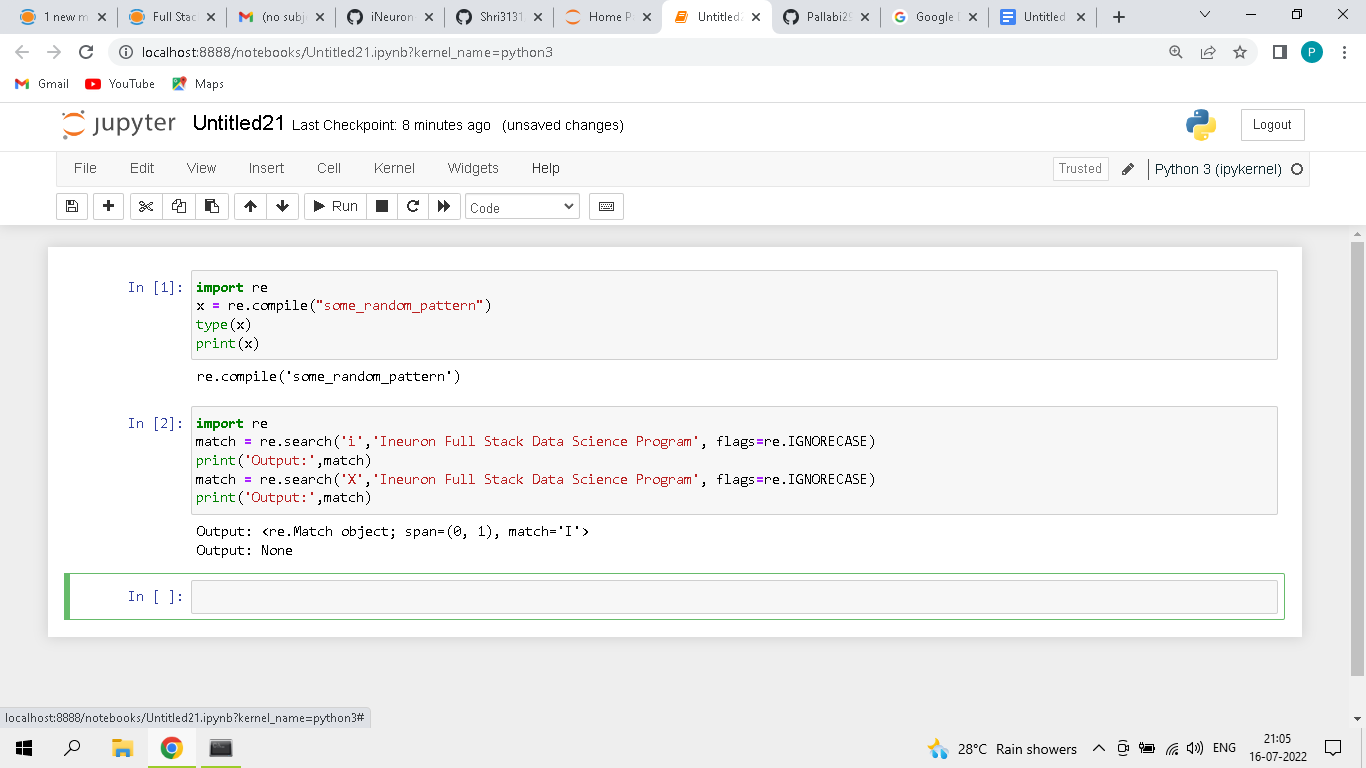 1 new m
Full Stac
(no subj
iNeuron
Shri3131
Home P
Untitled
Pallabi29
Google
Untitled
localhost:8888/notebooks/Untitled21.ipynb?kernel_name=python3
P
Gmail YouTube Maps
jupyter Untitled21 Last Checkpoint: 8 minutes ago (unsaved changes)
Logout
File Edit View Insert Cell Kernel Widgets Help
Trusted Python 3 (ipykernel)
Run Code
In [1]: import re
x = re.compile("some_random_pattern")
type(x)
print(x)
re.compile('some_random_pattern')
In [2]: import re
match = re.search('i','Ineuron Full Stack Data Science Program', flags=re.IGNORECASE)
print('Output:',match)
match = re.search('X','Ineuron Full Stack Data Science Program', flags=re.IGNORECASE)
print('Output:',match)
Output: <re.Match object; span=(0, 1), match='I'>
Output: None
In [ ]:
localhost:8888/notebooks/Untitled21.ipynb?kernel_name=python3#
28°C Rain showers
ENG
21:05
16-07-2022